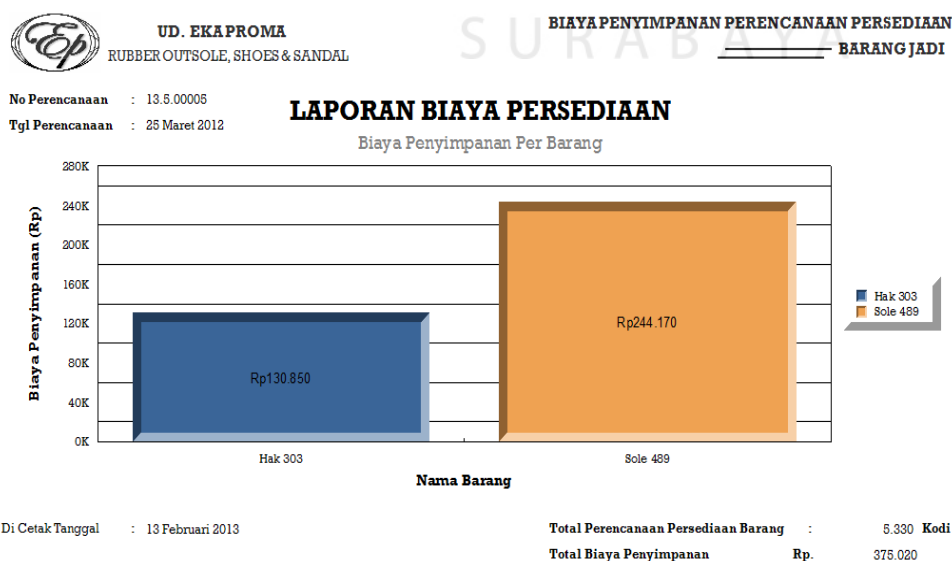 SURABAYA
Ep
UD. EKAPROMA
RUBBER OUTSOLE, SHOES & SANDAL
BIAYA PENYIMPANAN PERENCANAAN PERSEDIAAN
BARANG JADI
No Perencanaan : 13.5.00005
Tgl Perencanaan : 25 Maret 2012
LAPORAN BIAYA PERSEDIAAN
Biaya Penyimpanan Per Barang
Biaya Penyimpanan (Rp)
280K
240K
200K
160K
120K
80K
40K
0K
Rp130.850
Rp244.170
Hak 303
Sole 489
Hak 303
Sole 489
Nama Barang
Di Cetak Tanggal : 13 Februari 2013
Total Perencanaan Persediaan Barang : 5.330 Kodi
Total Biaya Penyimpanan Rp. 375.020